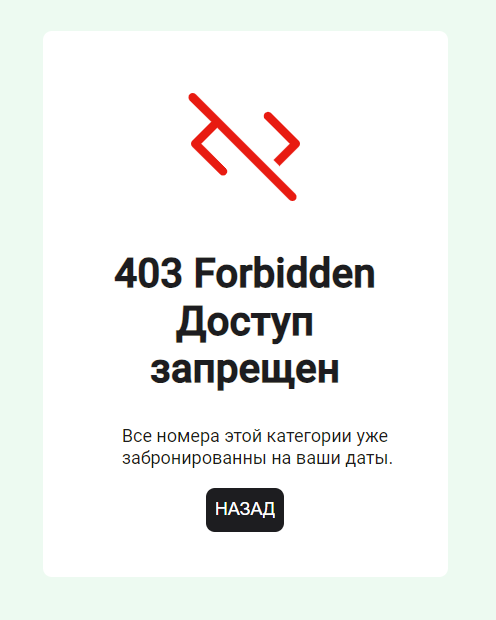 403 Forbidden
Доступ
запрещен
Все номера этой категории уже
забронированны на ваши даты.
НАЗАД